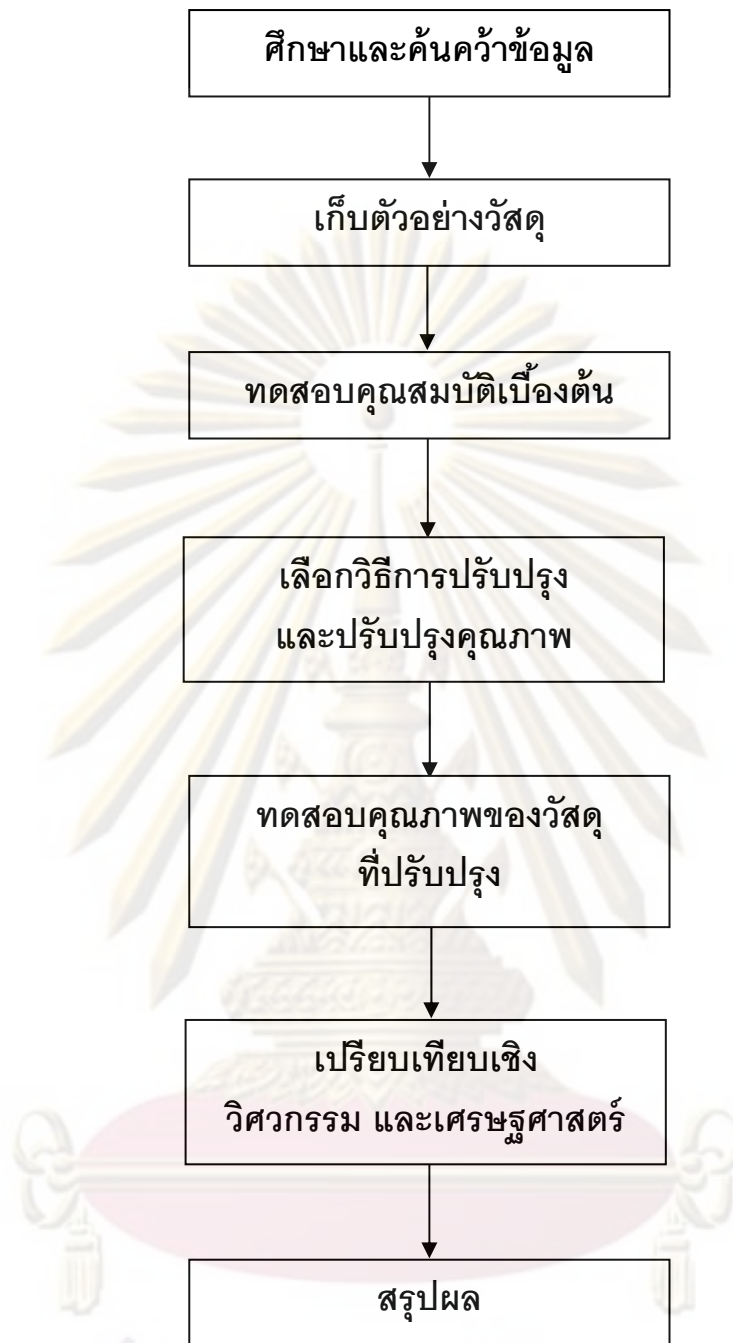 ศึกษาและค้นคว้าข้อมูล
เก็บตัวอย่างวัสดุ
ทดสอบคุณสมบัติเบื้องต้น
เลือกวิธีการปรับปรุง
และปรับปรุงคุณภาพ
ทดสอบคุณภาพของวัสดุ
ที่ปรับปรุง
เปรียบเทียบเชิง
วิศวกรรม และเศรษฐศาสตร์
สรุปผล